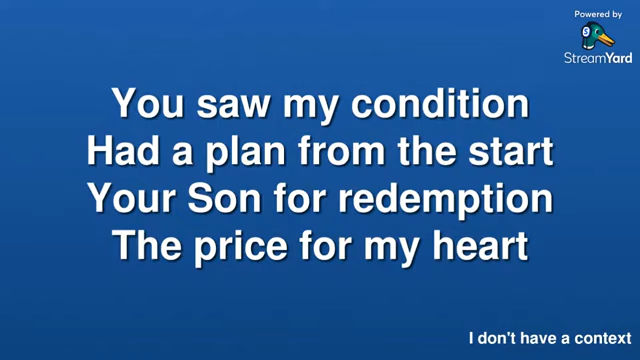 Powered by
StreamYard
You saw my condition
Had a plan from the start
Your Son for redemption
The price for my heart
I don't have a context